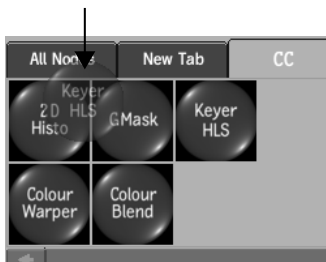 All Nodes
New Tab
CC
Keyer
HLS
2D
Histo
GMask
Keyer
HLS
Colour
Warper
Colour
Blend